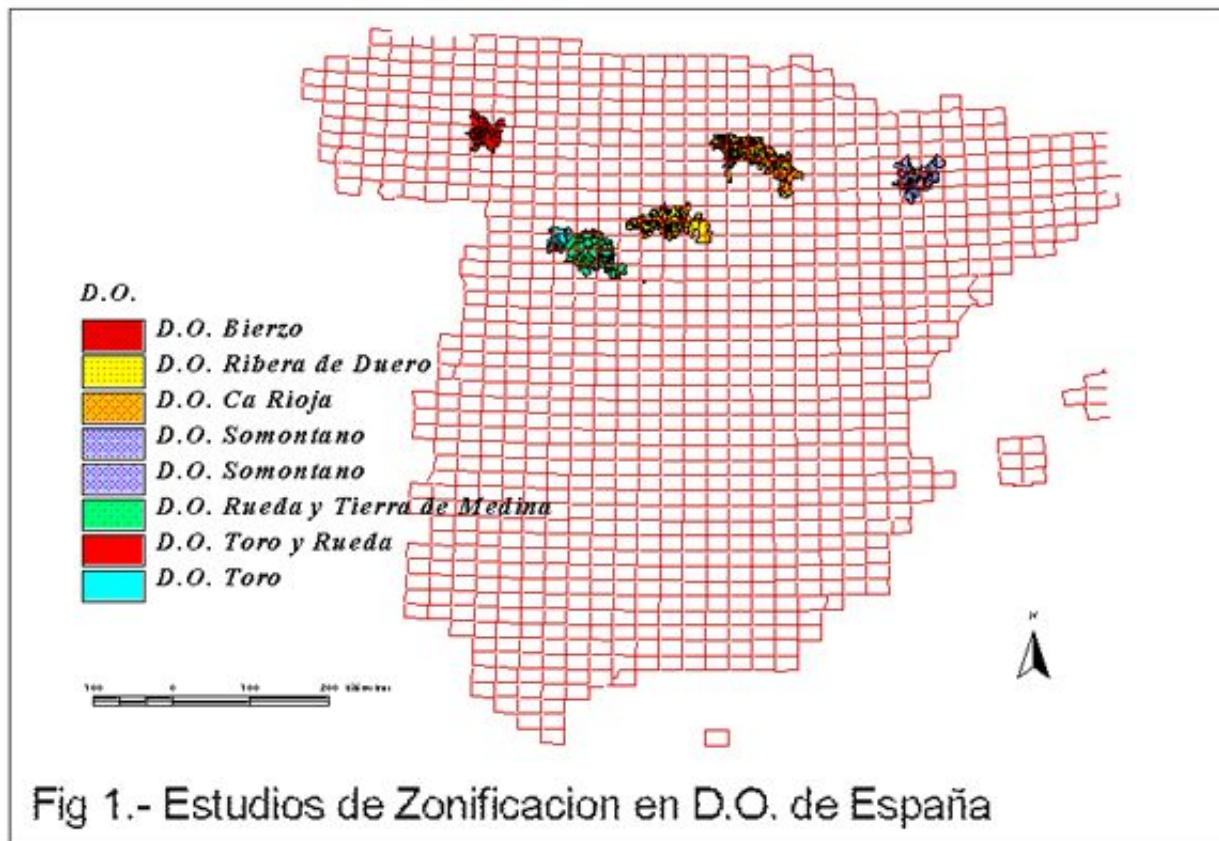 D.O.
D.O. Bierzo
D.O. Ribera de Duero
D.O. Ca Rioja
D.O. Somontano
D.O. Somontano
D.O. Rueda y Tierra de Medina
D.O. Toro y Rueda
D.O. Toro
N
100 0 100 200
Fig 1.- Estudios de Zonificacion en D.O. de España